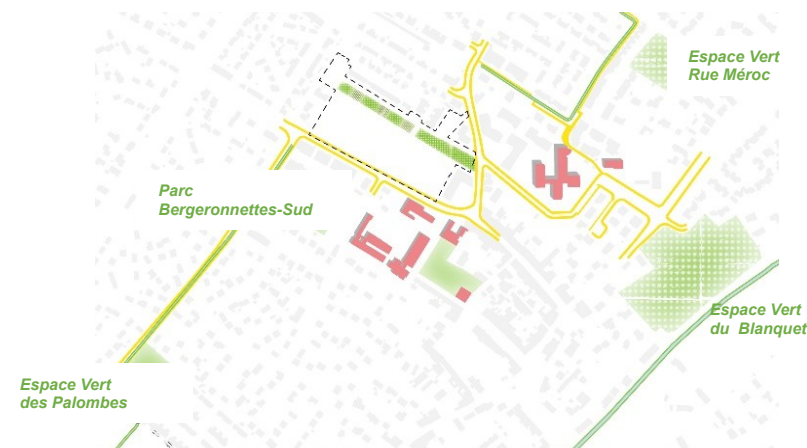 Espace Vert
Rue Méroc
Parc
Bergeronnettes-Sud
Espace Vert
du Blanquet
Espace Vert
des Palombes